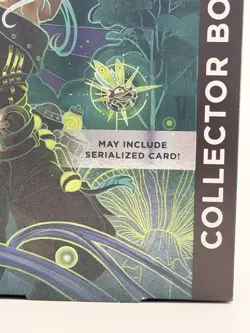 MAY INCLUDE
SERIALIZED CARD!
COLLECTOR BO